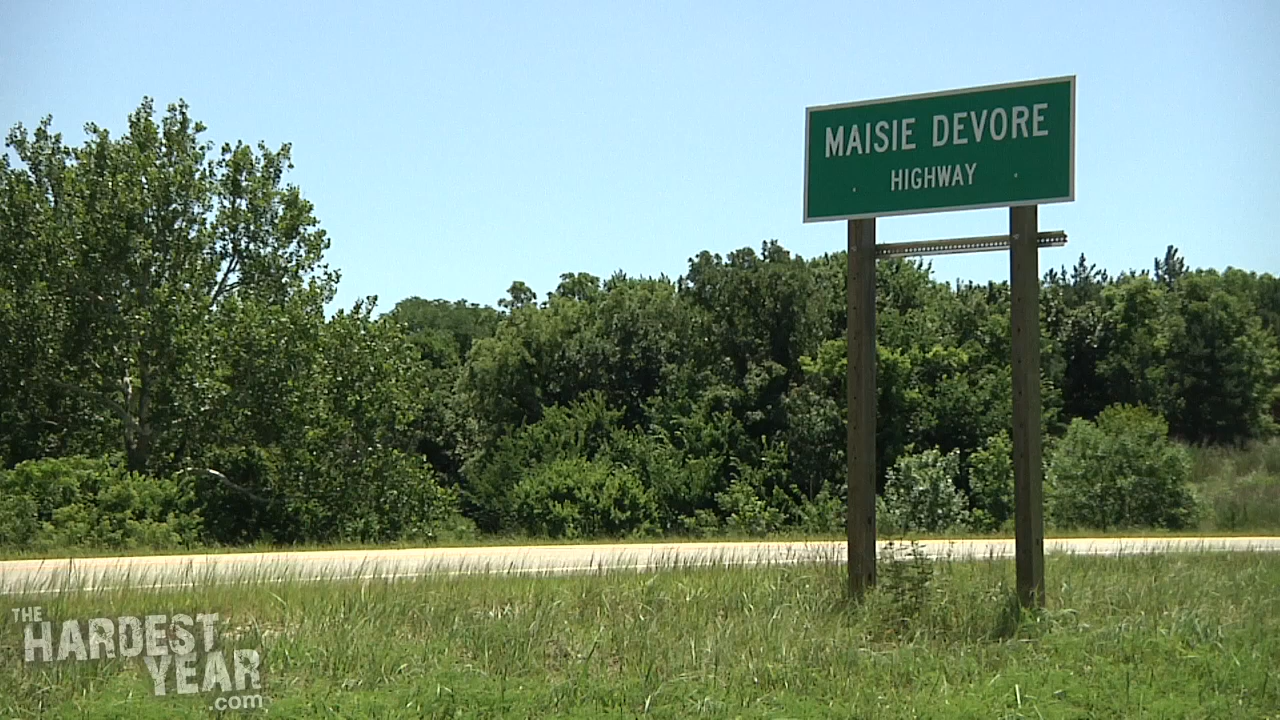 MAISIE DEVORE
HIGHWAY
THE
HARDEST
YEAR
.com